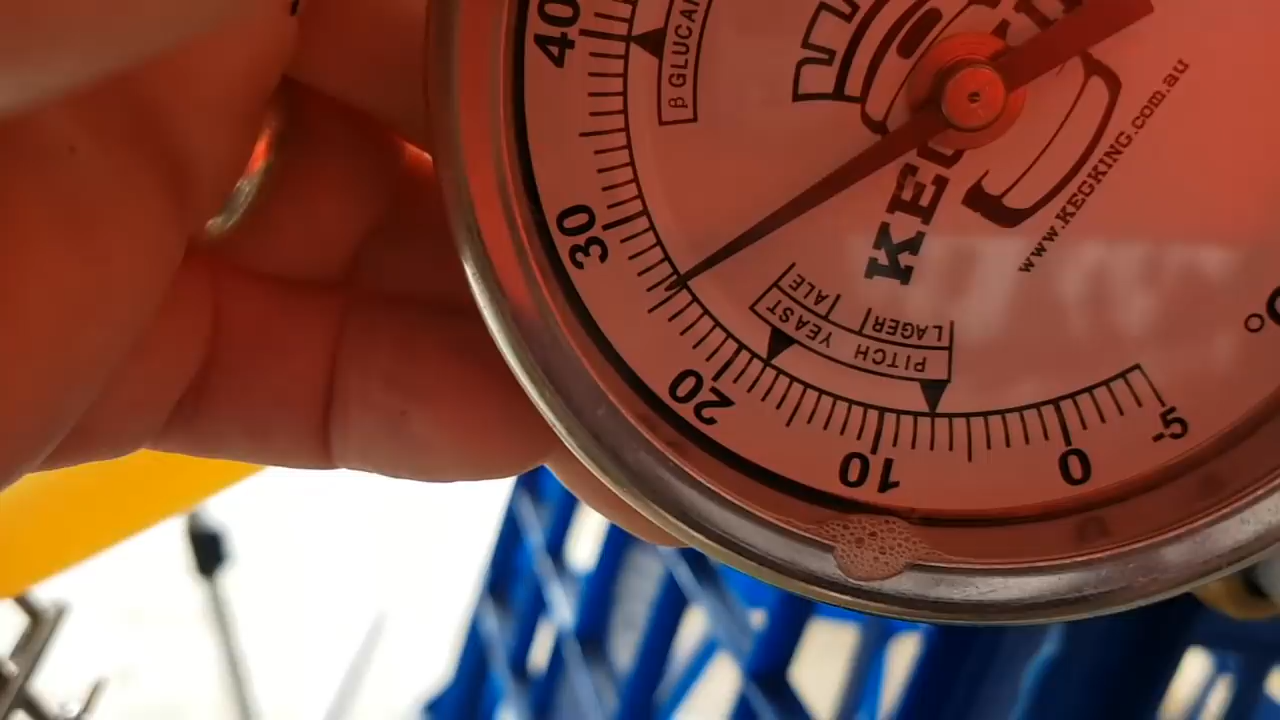 40
30
20
10
0
-5
β GLUCAN
KEG
www.KEGKING.com.au
ALE
LAGER
PITCH YEAST
°C